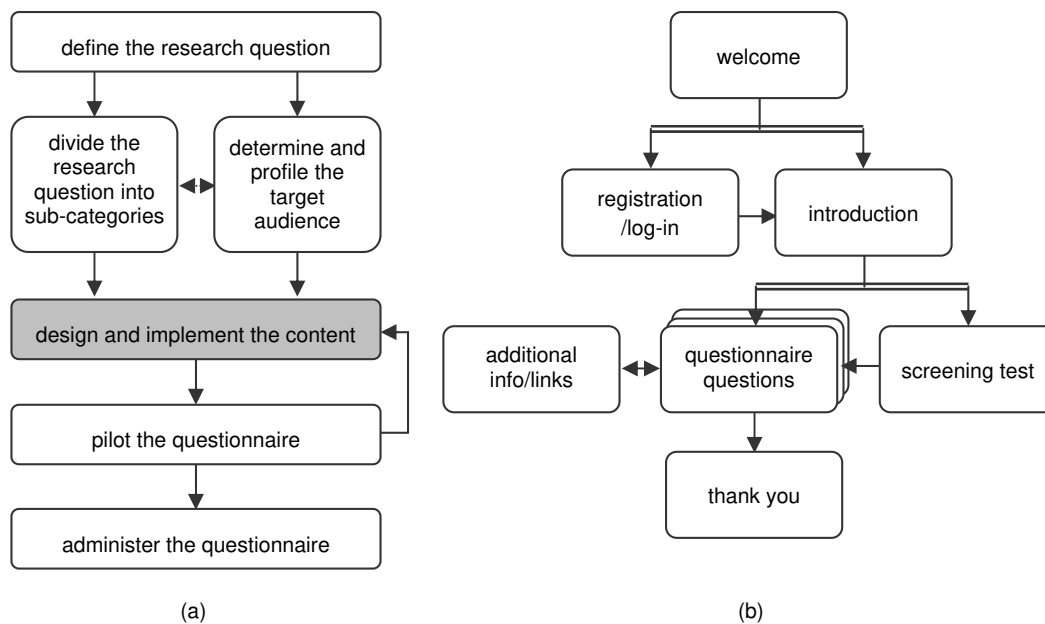 define the research question
divide the
research
question into
sub-categories
determine and
profile the
target
audience
design and implement the content
pilot the questionnaire
administer the questionnaire
(a)
welcome
registration
/log-in
introduction
additional
info/links
questionnaire
questions
screening test
thank you
(b)